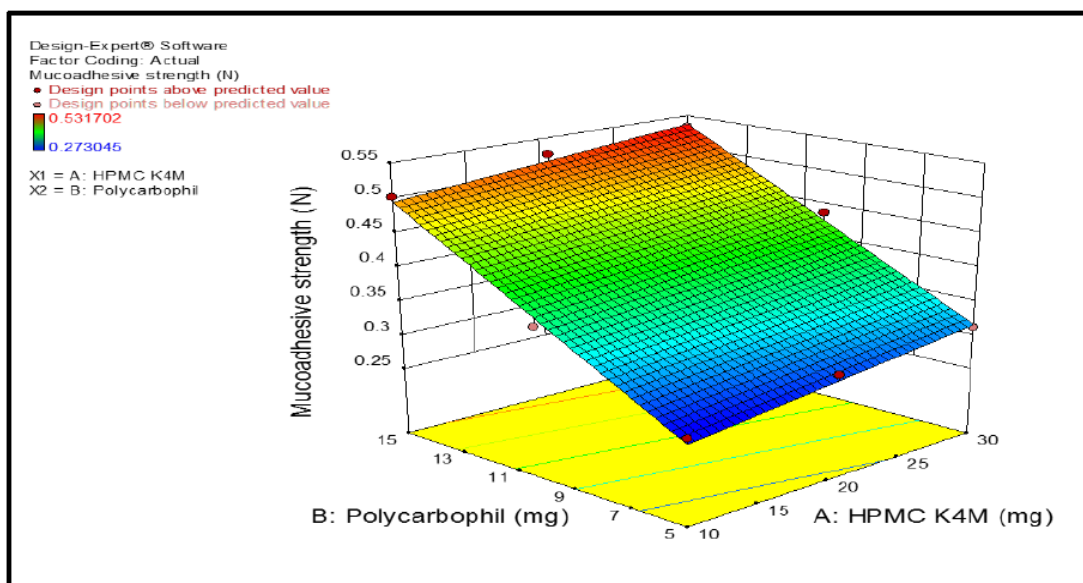 Design-Expert® Software
Factor Coding: Actual
Mucoadhesive strength (N)
Design points above predicted value
Design points below predicted value
0.531702
0.273045
X1 = A: HPMC K4M
X2 = B: Polycarbophil
Mucoadhesive strength (N)
0.55
0.5
0.45
0.4
0.35
0.3
0.25
15
13
11
9
7
5
B: Polycarbophil (mg)
10
15
20
25
30
A: HPMC K4M (mg)